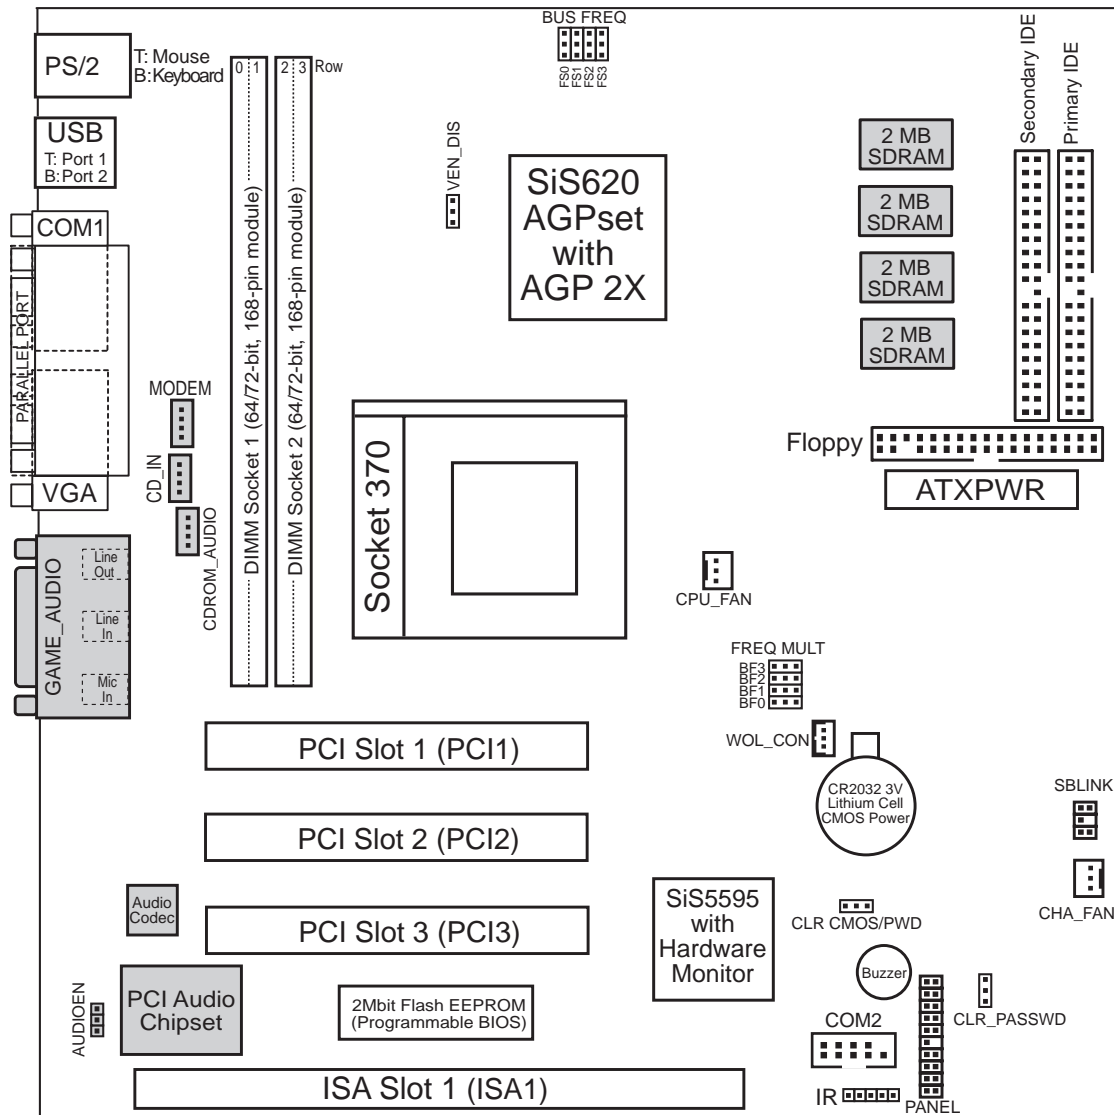 BUS FREQ
FS0
FS1
FS2
FS3
PS/2
T: Mouse
B:Keyboard
0 1
2 3
Row
USB
T: Port 1
B: Port 2
VEN_DIS
SiS620
AGPset
with
AGP 2X
2 MB
SDRAM
2 MB
SDRAM
2 MB
SDRAM
2 MB
SDRAM
Secondary IDE
Primary IDE
COM1
PARALLEL PORT
VGA
MODEM
CD_IN
CDROM_AUDIO
DIMM Socket 1 (64/72-bit, 168-pin module)
DIMM Socket 2 (64/72-bit, 168-pin module)
Socket 370
Floppy
ATXPWR
GAME_AUDIO
Line
Out
Line
In
Mic
In
CPU_FAN
FREQ MULT
BF3
BF2
BF1
BF0
WOL_CON
CR2032 3V
Lithium Cell
CMOS Power
SBLINK
CHA_FAN
PCI Slot 1 (PCI1)
PCI Slot 2 (PCI2)
PCI Slot 3 (PCI3)
Audio
Codec
SiS5595
with
Hardware
Monitor
CLR CMOS/PWD
Buzzer
CLR_PASSWD
AUDIOEN
PCI Audio
Chipset
2Mbit Flash EEPROM
(Programmable BIOS)
COM2
ISA Slot 1 (ISA1)
IR
PANEL